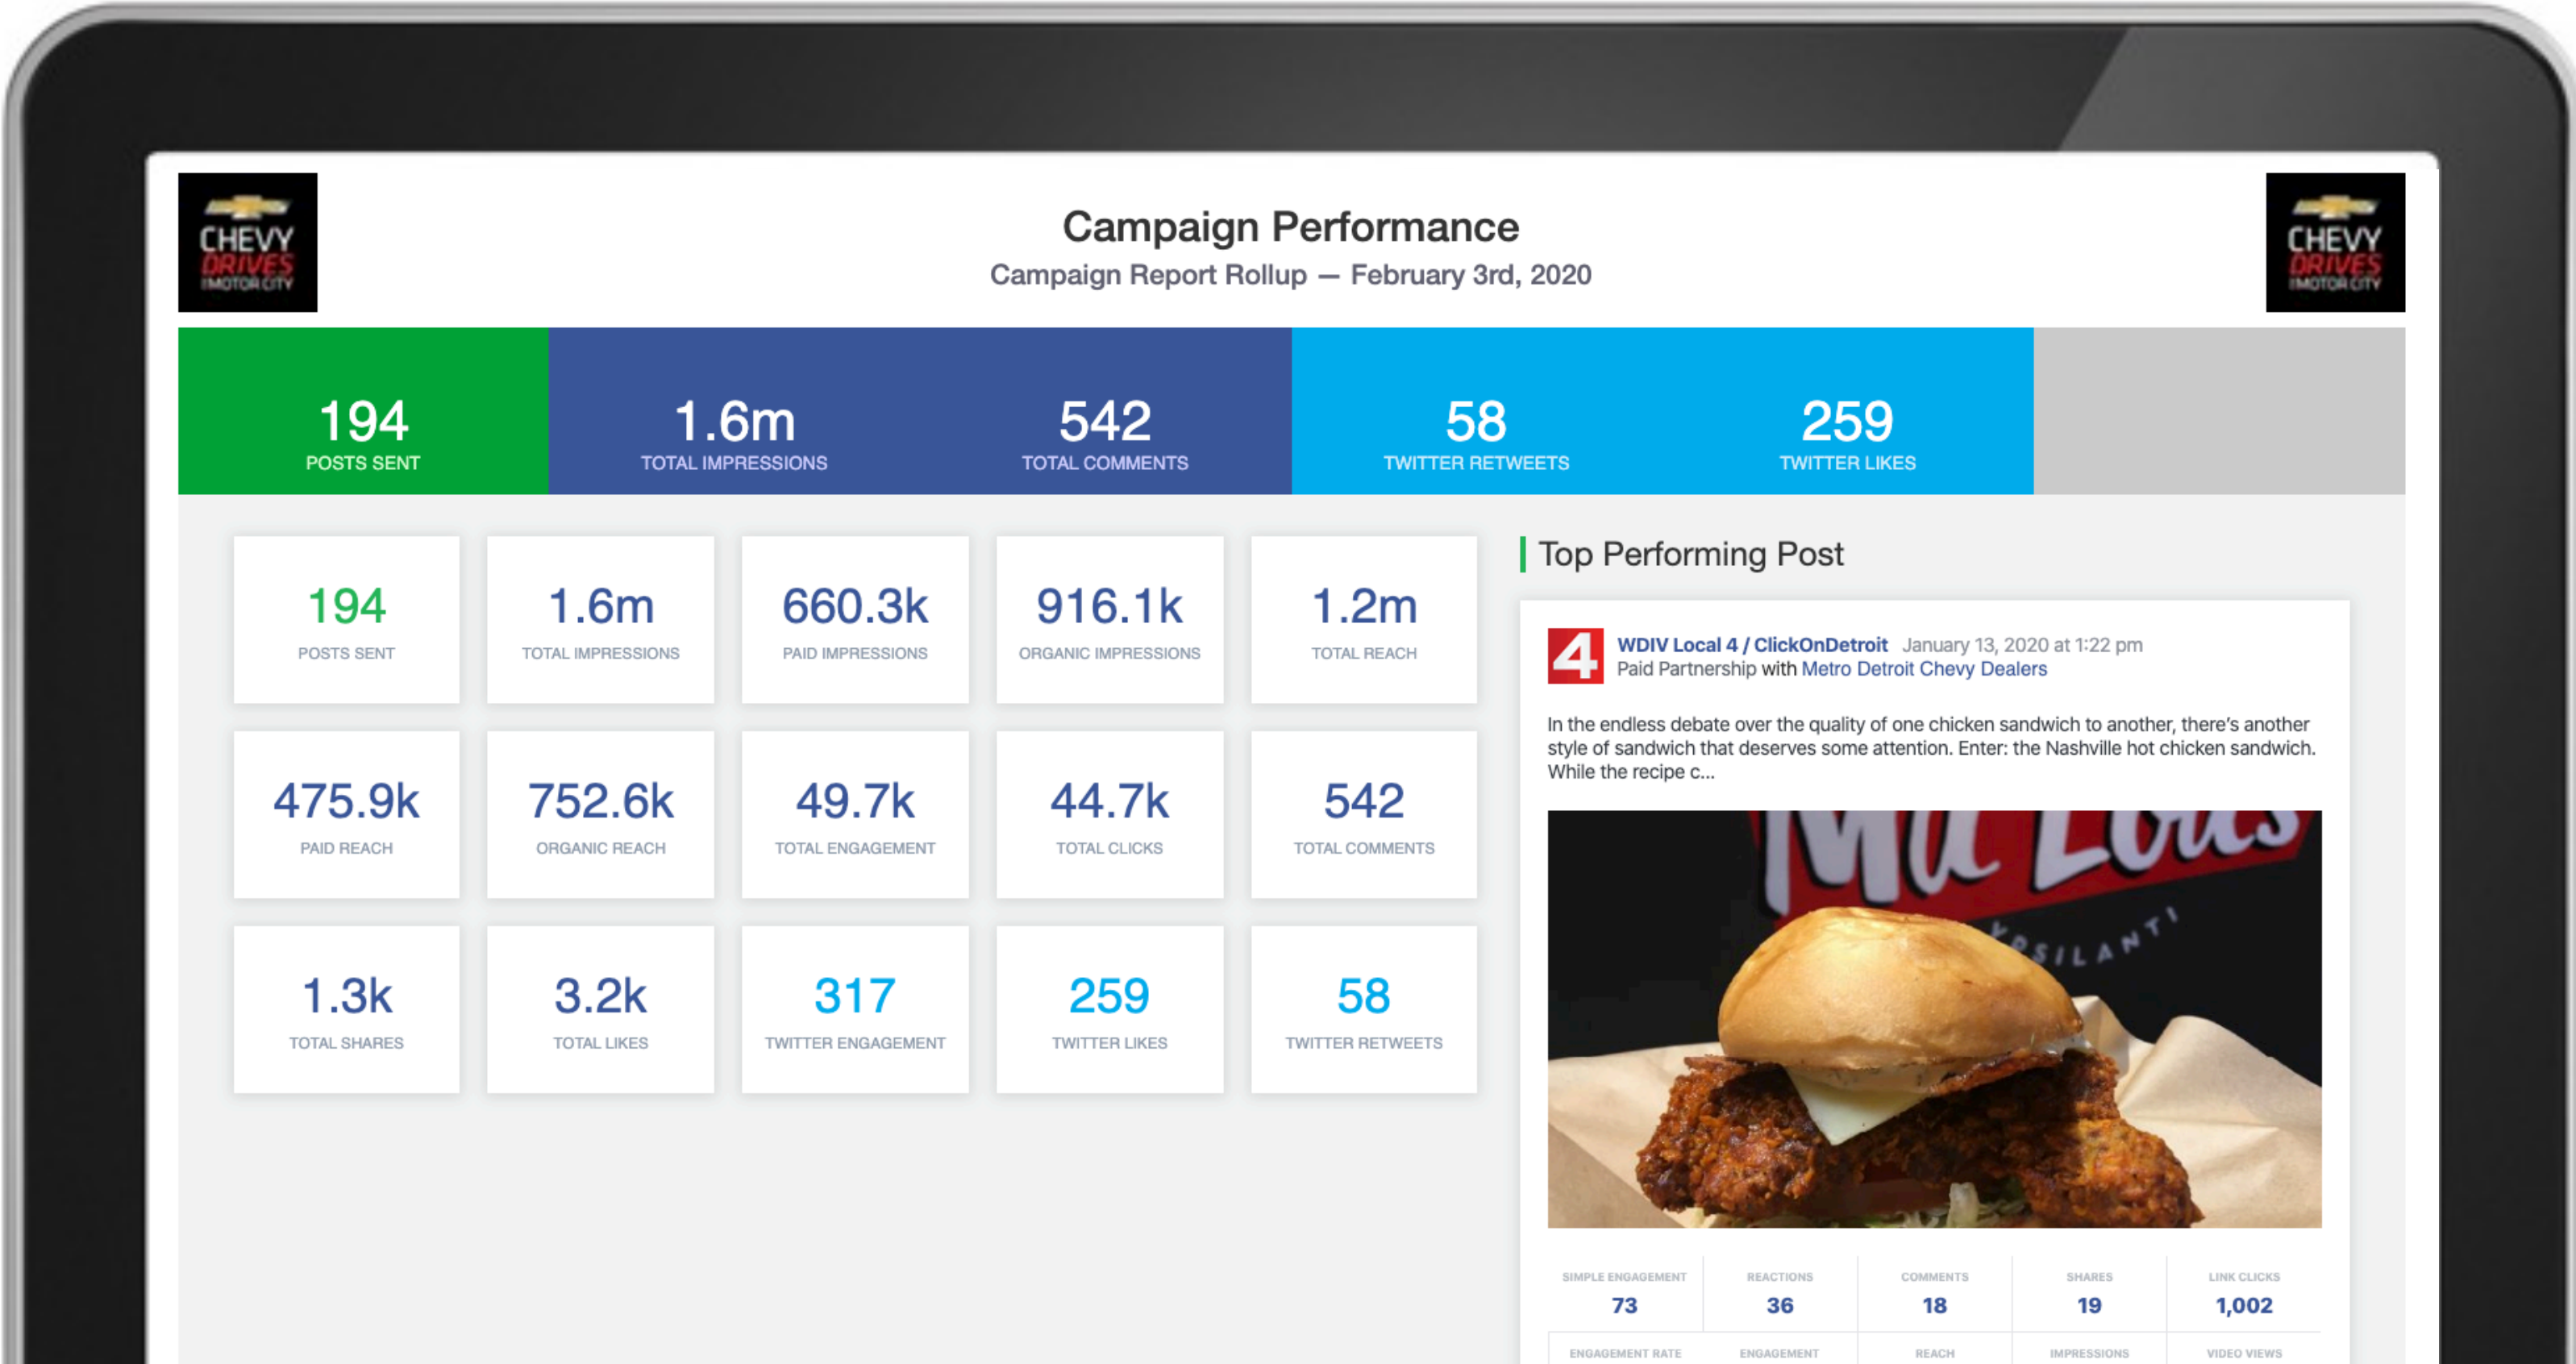 CHEVY
DRIVES
THE MOTOR CITY
Campaign Performance
Campaign Report Rollup — February 3rd, 2020
CHEVY
DRIVES
THE MOTOR CITY
194
POSTS SENT
1.6m
TOTAL IMPRESSIONS
542
TOTAL COMMENTS
58
TWITTER RETWEETS
259
TWITTER LIKES
194
POSTS SENT
1.6m
TOTAL IMPRESSIONS
660.3k
PAID IMPRESSIONS
916.1k
ORGANIC IMPRESSIONS
1.2m
TOTAL REACH
475.9k
PAID REACH
752.6k
ORGANIC REACH
49.7k
TOTAL ENGAGEMENT
44.7k
TOTAL CLICKS
542
TOTAL COMMENTS
1.3k
TOTAL SHARES
3.2k
TOTAL LIKES
317
TWITTER ENGAGEMENT
259
TWITTER LIKES
58
TWITTER RETWEETS
Top Performing Post
4
WDIV Local 4 / ClickOnDetroit January 13, 2020 at 1:22 pm
Paid Partnership with Metro Detroit Chevy Dealers
In the endless debate over the quality of one chicken sandwich to another, there's another
style of sandwich that deserves some attention. Enter: the Nashville hot chicken sandwich.
While the recipe c...
Ma Lou's
YPSILANTI
SIMPLE ENGAGEMENT
73
REACTIONS
36
COMMENTS
18
SHARES
19
LINK CLICKS
1,002
ENGAGEMENT RATE
ENGAGEMENT
REACH
IMPRESSIONS
VIDEO VIEWS